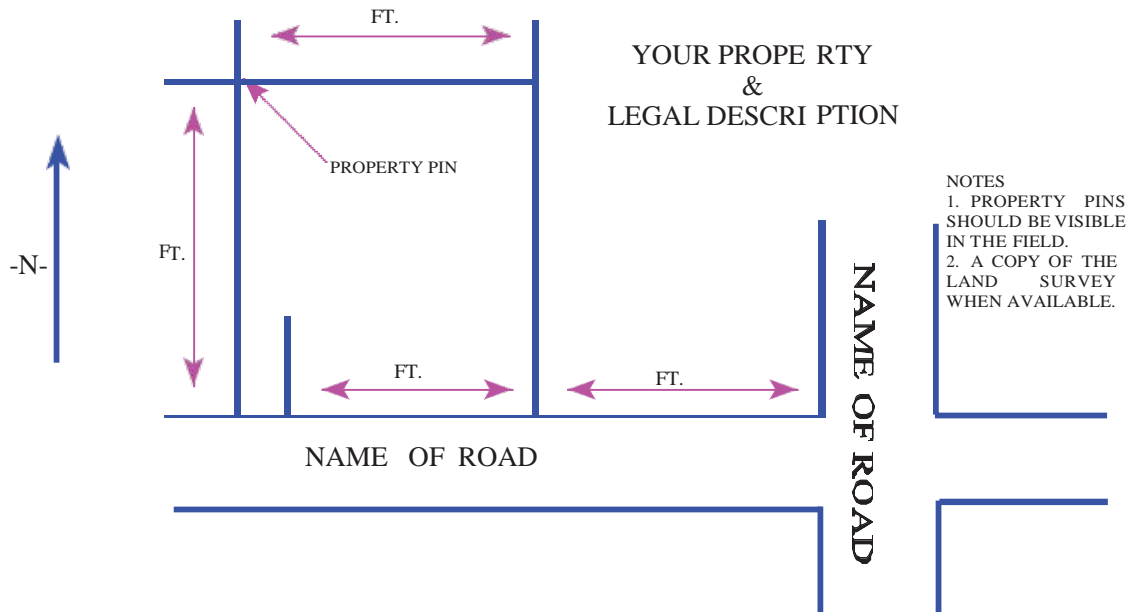 FT.
YOUR PROPE RTY
&
LEGAL DESCRI PTION
PROPERTY PIN
NOTES
1. PROPERTY PINS
SHOULD BE VISIBLE
IN THE FIELD.
2. A COPY OF THE
LAND SURVEY
WHEN AVAILABLE.
-N-
FT.
NAME OF ROAD
FT.
FT.
NAME OF ROAD